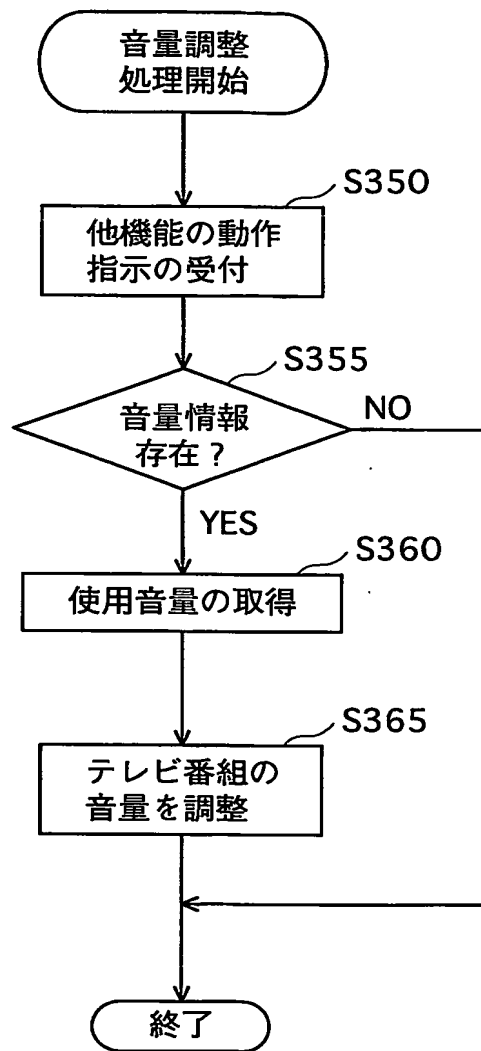 音量調整
処理開始
S350
他機能の動作
指示の受付
S355
音量情報
存在？
NO
YES
S360
使用音量の取得
S365
テレビ番組の
音量を調整
終了